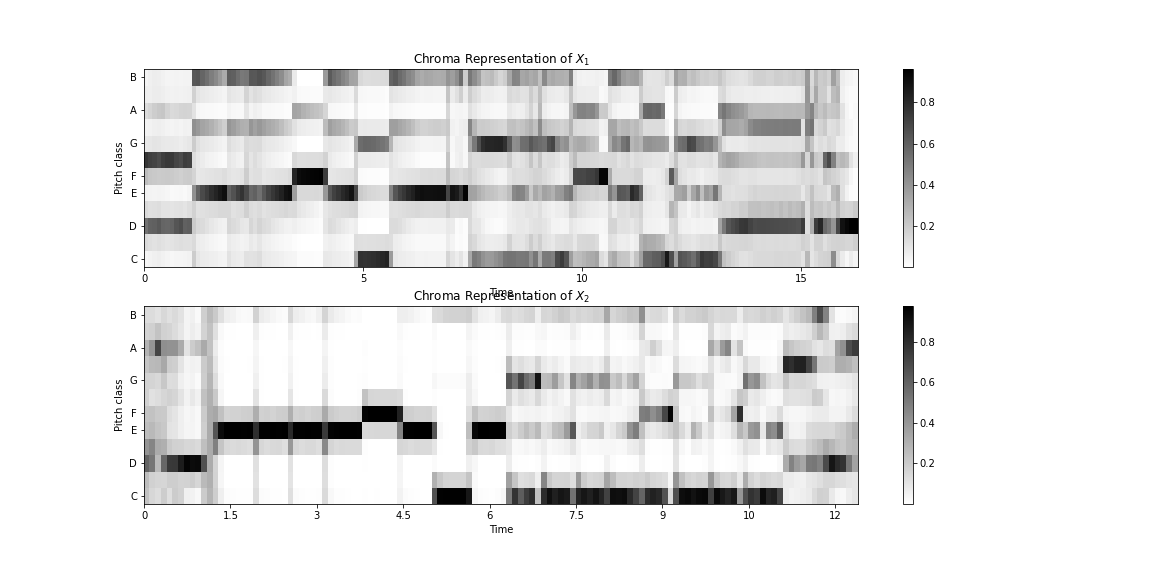 Chroma Representation of X₁
B
A
G
F
E
D
C
Pitch class
0 5 10 15
Time
0.8
0.6
0.4
0.2
Chroma Representation of X₂
B
A
G
F
E
D
C
Pitch class
0 1.5 3 4.5 6 7.5 9 10 12
Time
0.8
0.6
0.4
0.2